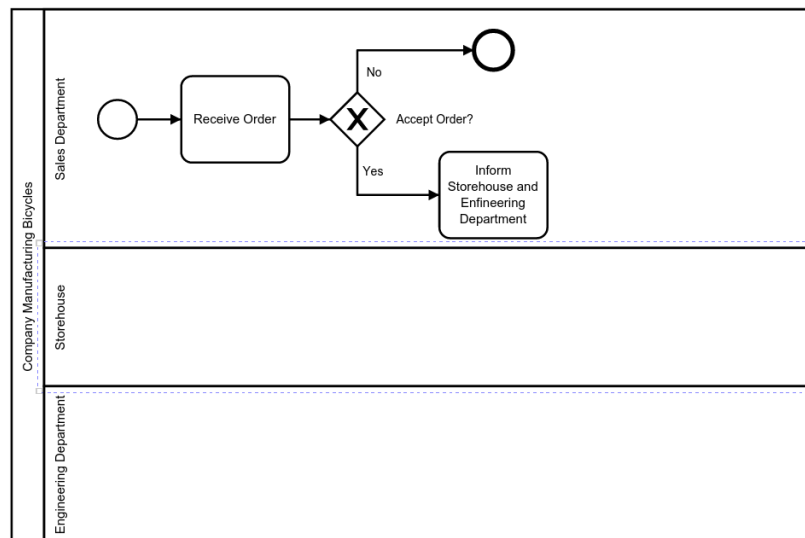 Company Manufacturing Bicycles
Sales Department
Receive Order
No
Accept Order?
Yes
Inform
Storehouse and
Enfineering
Department
Storehouse
Engineering Department